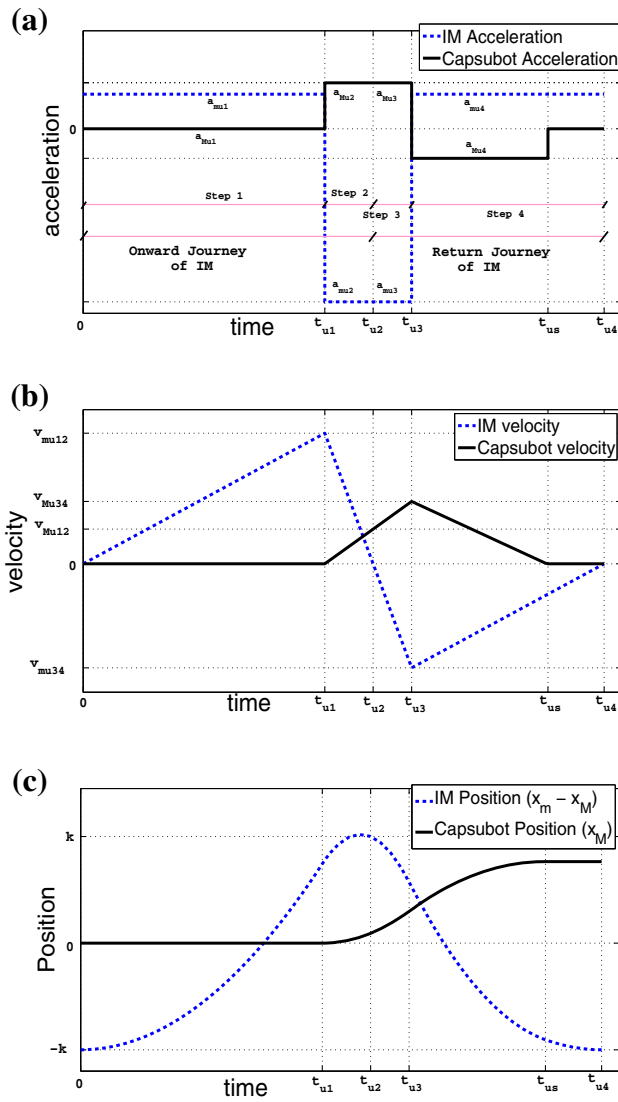 (a)
IM Acceleration
Capsubot Acceleration
a_mu1
a_Mu2 a_Mu3
a_mu4
0
a_Mu1
a_Mu4
acceleration
Step 1
Step 2
Step 3
Step 4
Onward Journey
of IM
Return Journey
of IM
a_mu2 a_mu3
0 time t_u1 t_u2 t_u3 t_us t_u4
(b)
IM velocity
Capsubot velocity
v_mu12
v_Mu34
v_Mu12
velocity
0
v_mu34
0 time t_u1 t_u2 t_u3 t_us t_u4
(c)
IM Position (x_m − x_M)
Capsubot Position (x_M)
k
Position
0
−k
0 time t_u1 t_u2 t_u3 t_us t_u4